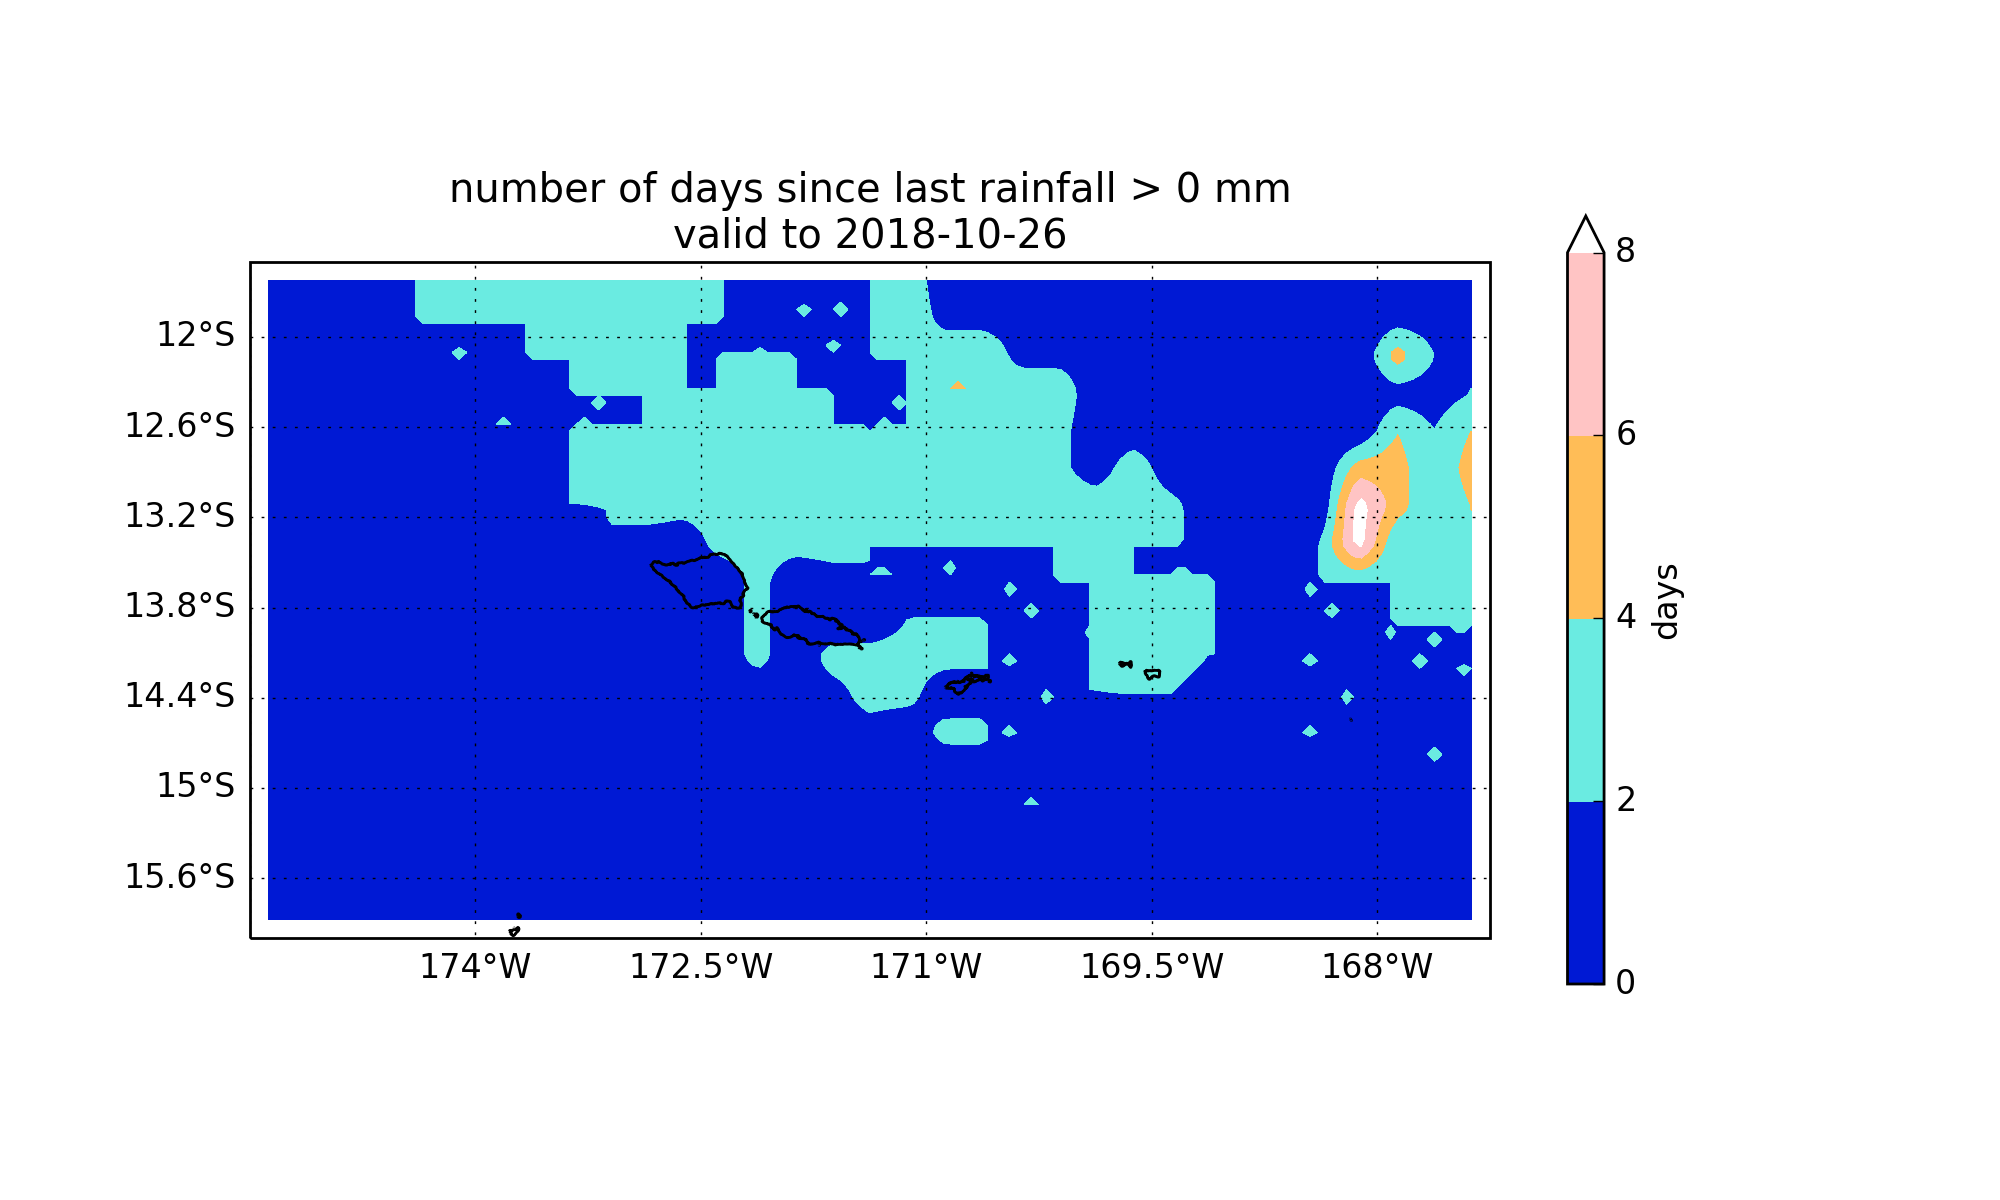 number of days since last rainfall > 0 mm
valid to 2018-10-26
12°S
12.6°S
13.2°S
13.8°S
14.4°S
15°S
15.6°S
174°W
172.5°W
171°W
169.5°W
168°W
8
6
4
2
0
days